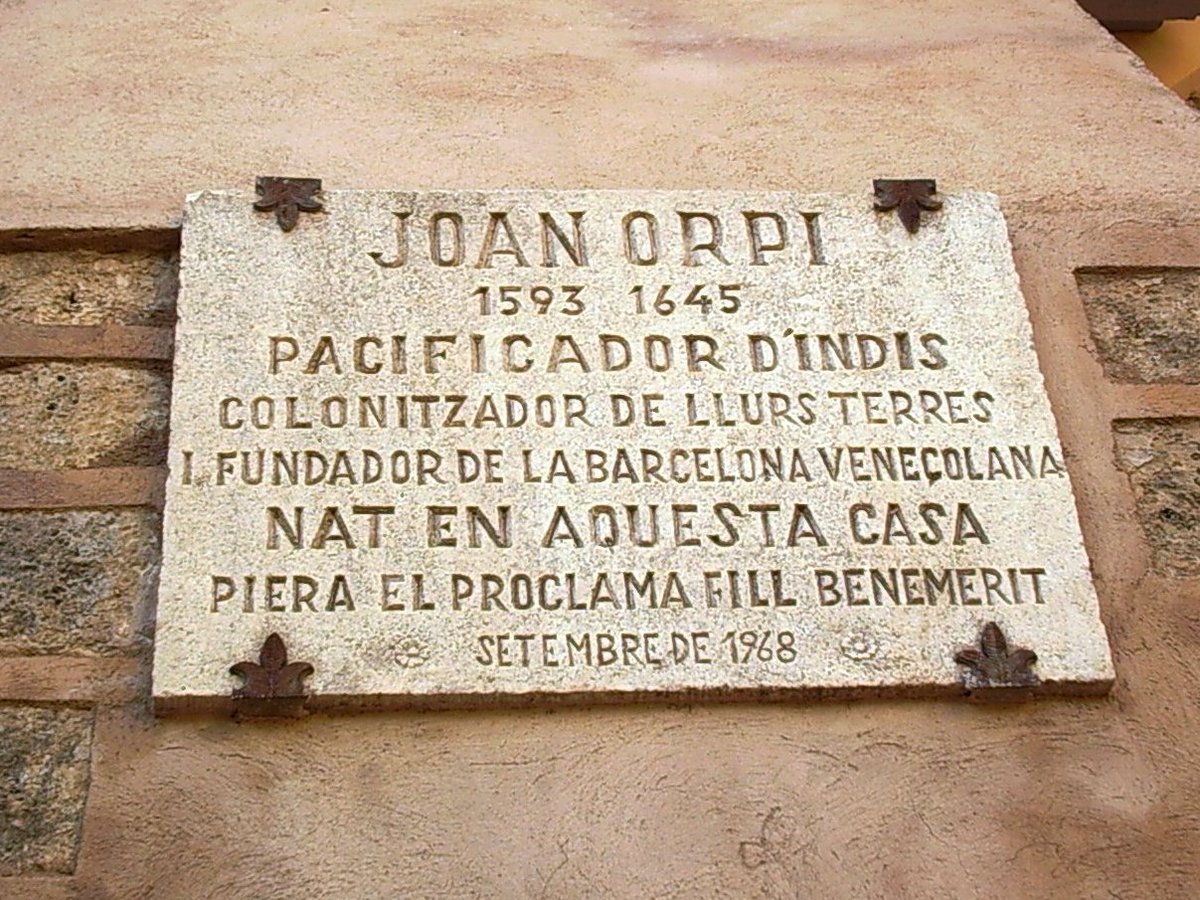 JOAN ORPI
1593 1645
PACIFICADOR D'INDIS
COLONITZADOR DE LLURS TERRES
I FUNDADOR DE LA BARCELONA VENEÇOLANA
NAT EN AQUESTA CASA
PIERA EL PROCLAMA FILL BENEMERIT
SETEMBRE DE 1968